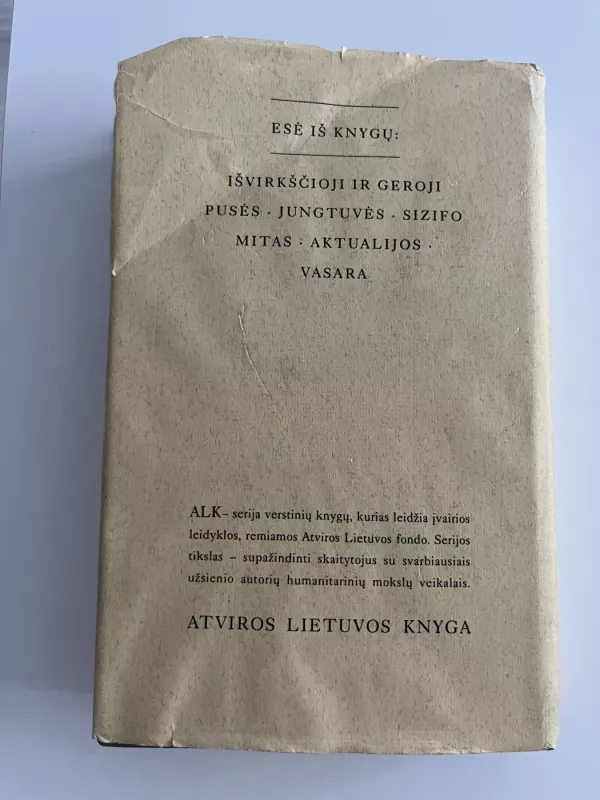 ESĖ IŠ KNYGŲ:
IŠVIRKŠČIOJI IR GEROJI
PUSĖS · JUNGTUVĖS · SIZIFO
MITAS · AKTUALIJOS ·
VASARA
ALK – serija verstinių knygų, kurias leidžia įvairios
leidyklos, remiamos Atviros Lietuvos fondo. Serijos
tikslas – supažindinti skaitytojus su svarbiausiais
užsienio autorių humanitarinių mokslų veikalais.
ATVIROS LIETUVOS KNYGA